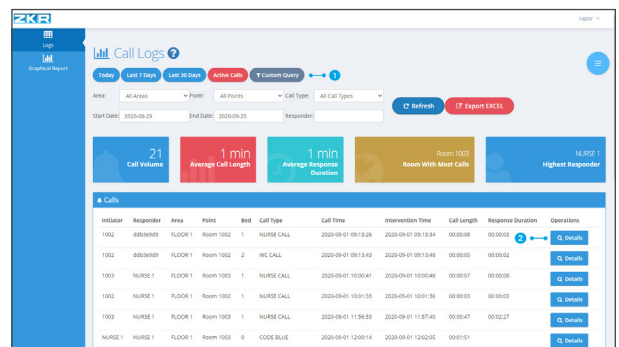 ZKR
rapor
Logs
Graphical Report
Call Logs ?
Today Last 7 Days Last 30 Days Active Calls Custom Query 1
Area: All Areas Point: All Points Call Type: All Call Types
Refresh Export EXCEL
Start Date: 2020-08-29 End Date: 2020-09-25 Responder:
21 1 min 1 min Room 1003 NURSE 1
Call Volume Average Call Length Average Response Duration Room With Most Calls Highest Responder
Calls
Initiator Responder Area Point Bed Call Type Call Time Intervention Time Call Length Response Duration Operations
1002 ddb3e9d9 FLOOR 1 Room 1002 1 NURSE CALL 2020-09-01 09:13:26 2020-09-01 09:13:34 00:00:08 00:00:03 2 Details
1002 ddb3e9d9 FLOOR 1 Room 1002 2 WC CALL 2020-09-01 09:13:43 2020-09-01 09:13:48 00:00:05 00:00:02 Details
1003 NURSE 1 FLOOR 1 Room 1003 1 NURSE CALL 2020-09-01 10:00:41 2020-09-01 10:00:48 00:00:07 00:00:08 Details
1002 NURSE 1 FLOOR 1 Room 1002 1 NURSE CALL 2020-09-01 10:01:33 2020-09-01 10:01:36 00:00:03 00:00:03 Details
1003 NURSE 1 FLOOR 1 Room 1003 1 NURSE CALL 2020-09-01 11:56:53 2020-09-01 11:57:40 00:00:47 00:02:27 Details
NURSE 1 NURSE 1 FLOOR 1 Room 1003 0 CODE BLUE 2020-09-01 12:00:14 2020-09-01 12:02:05 00:01:51 Details